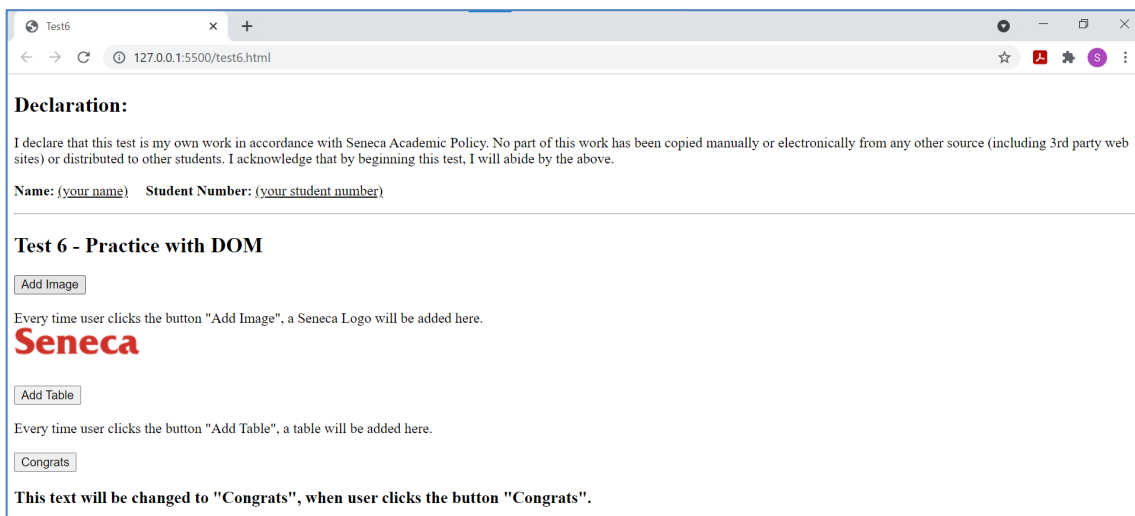 Test6
127.0.0.1:5500/test6.html
S
Declaration:
I declare that this test is my own work in accordance with Seneca Academic Policy. No part of this work has been copied manually or electronically from any other source (including 3rd party web
sites) or distributed to other students. I acknowledge that by beginning this test, I will abide by the above.
Name: (your name) Student Number: (your student number)
Test 6 - Practice with DOM
Add Image
Every time user clicks the button "Add Image", a Seneca Logo will be added here.
Seneca
Add Table
Every time user clicks the button "Add Table", a table will be added here.
Congrats
This text will be changed to "Congrats", when user clicks the button "Congrats".